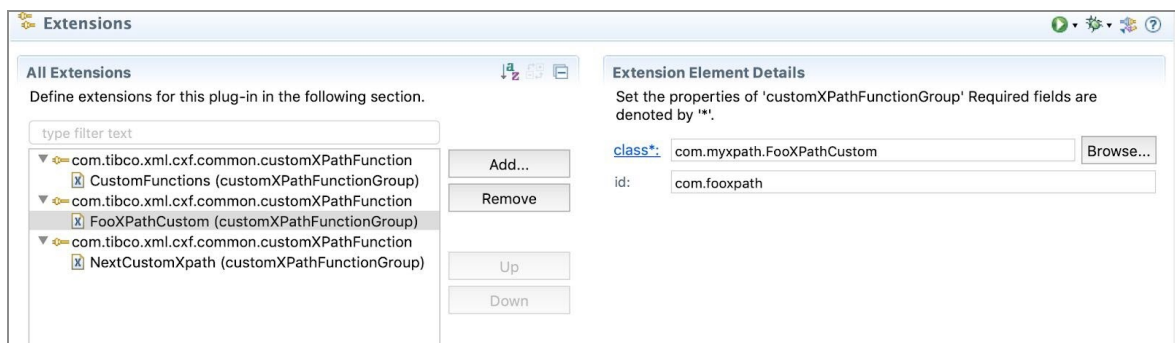 Extensions
All Extensions
Define extensions for this plug-in in the following section.
type filter text
com.tibco.xml.cxf.common.customXPathFunction
CustomFunctions (customXPathFunctionGroup)
com.tibco.xml.cxf.common.customXPathFunction
FooXPathCustom (customXPathFunctionGroup)
com.tibco.xml.cxf.common.customXPathFunction
NextCustomXpath (customXPathFunctionGroup)
Add...
Remove
Up
Down
Extension Element Details
Set the properties of 'customXPathFunctionGroup' Required fields are
denoted by '*'.
class*: com.myxpath.FooXPathCustom Browse...
id: com.fooxpath